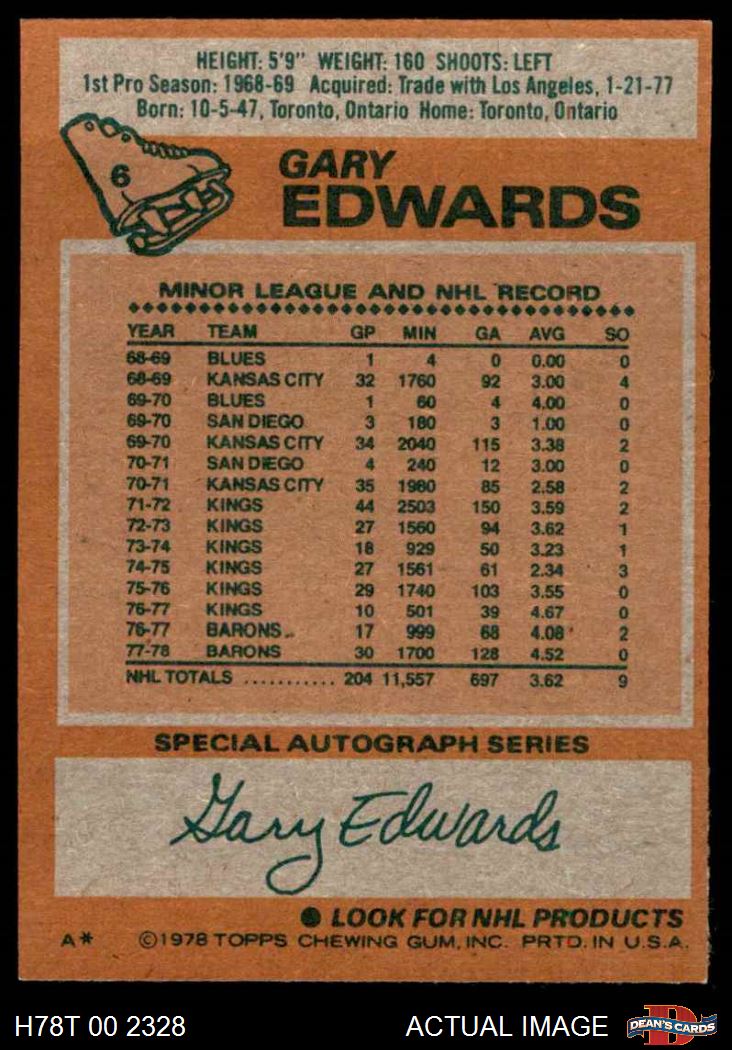 HEIGHT: 5'9" WEIGHT: 160 SHOOTS: LEFT
1st Pro Season: 1968-69 Acquired: Trade with Los Angeles, 1-21-77
Born: 10-5-47, Toronto, Ontario Home: Toronto, Ontario
6
GARY
EDWARDS
MINOR LEAGUE AND NHL RECORD
YEAR TEAM GP MIN GA AVG SO
68-69 BLUES 1 4 0 0.00 0
68-69 KANSAS CITY 32 1760 92 3.00 4
69-70 BLUES 1 60 4 4.00 0
69-70 SAN DIEGO 3 180 3 1.00 0
69-70 KANSAS CITY 34 2040 115 3.38 2
70-71 SAN DIEGO 4 240 12 3.00 0
70-71 KANSAS CITY 35 1980 85 2.58 2
71-72 KINGS 44 2503 150 3.59 2
72-73 KINGS 27 1560 94 3.62 1
73-74 KINGS 18 929 50 3.23 1
74-75 KINGS 27 1561 61 2.34 3
75-76 KINGS 29 1740 103 3.55 0
76-77 KINGS 10 501 39 4.67 0
76-77 BARONS 17 999 68 4.08 2
77-78 BARONS 30 1700 128 4.52 0
NHL TOTALS ........... 204 11,557 697 3.62 9
SPECIAL AUTOGRAPH SERIES
Gary Edwards
● LOOK FOR NHL PRODUCTS
A* ©1978 TOPPS CHEWING GUM, INC. PRTD. IN U.S.A.
H78T 00 2328 ACTUAL IMAGE DEAN'S CARDS